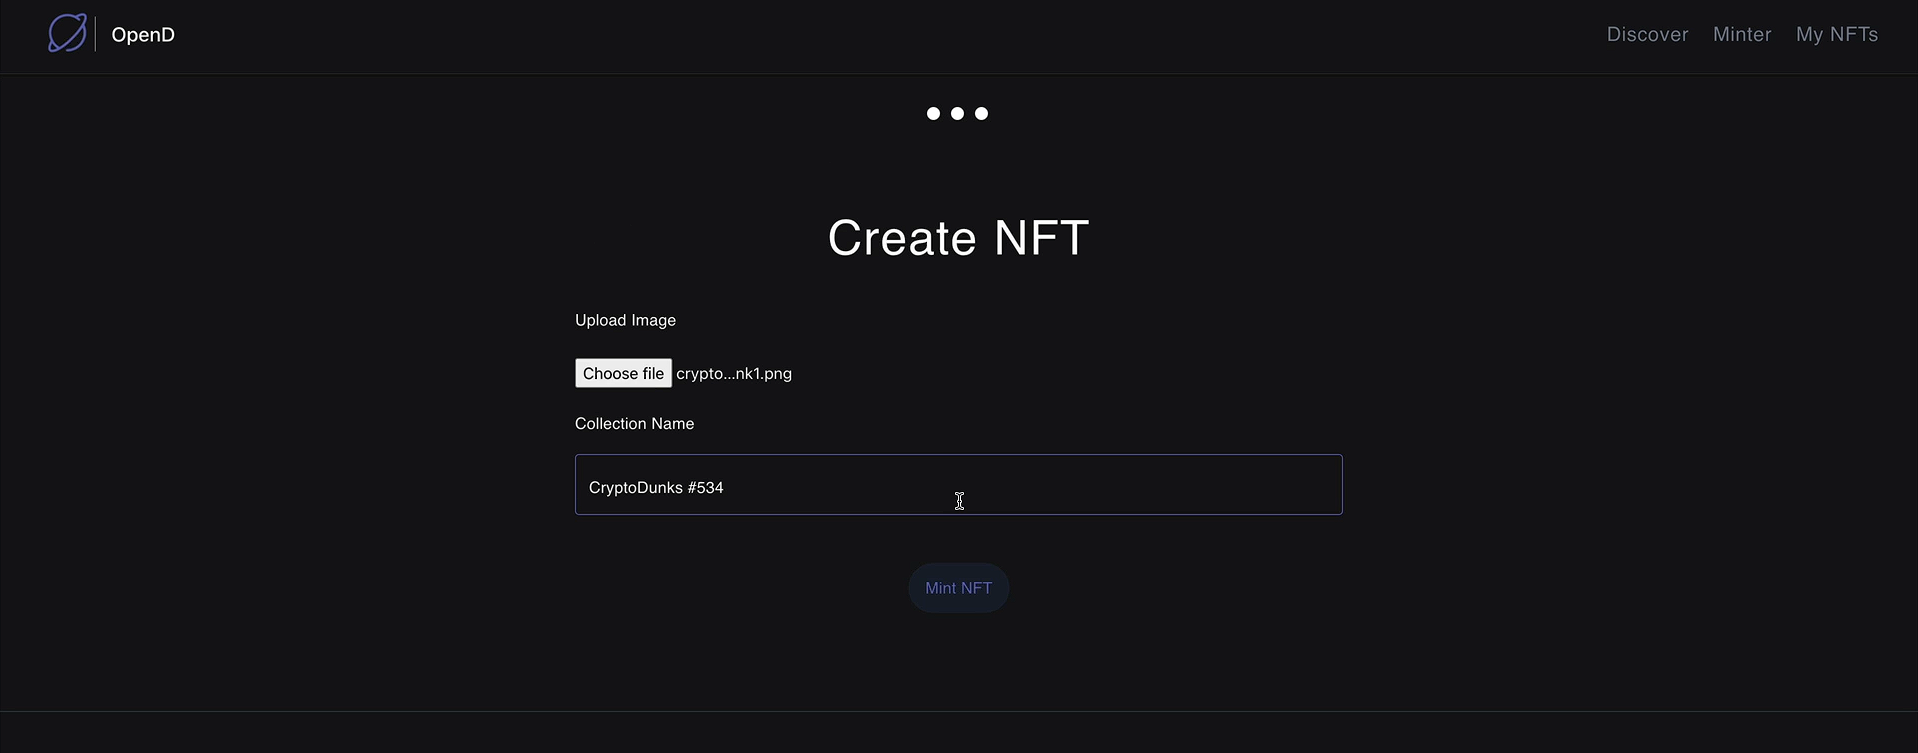 OpenD
Discover Minter My NFTs
Create NFT
Upload Image
Choose file crypto...nk1.png
Collection Name
CryptoDunks #534
Mint NFT